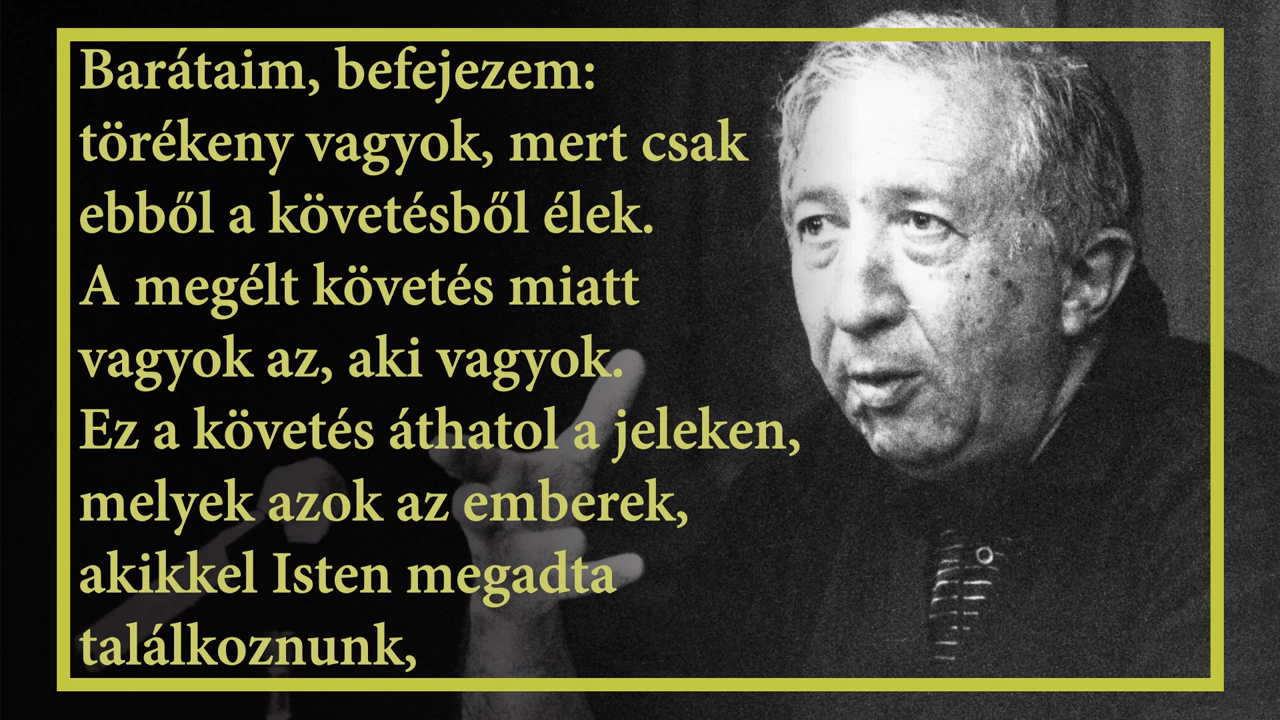 Barátaim, befejezem:
törékeny vagyok, mert csak
ebből a követésből élek.
A megélt követés miatt
vagyok az, aki vagyok.
Ez a követés áthatol a jeleken,
melyek azok az emberek,
akikkel Isten megadta
találkoznunk,